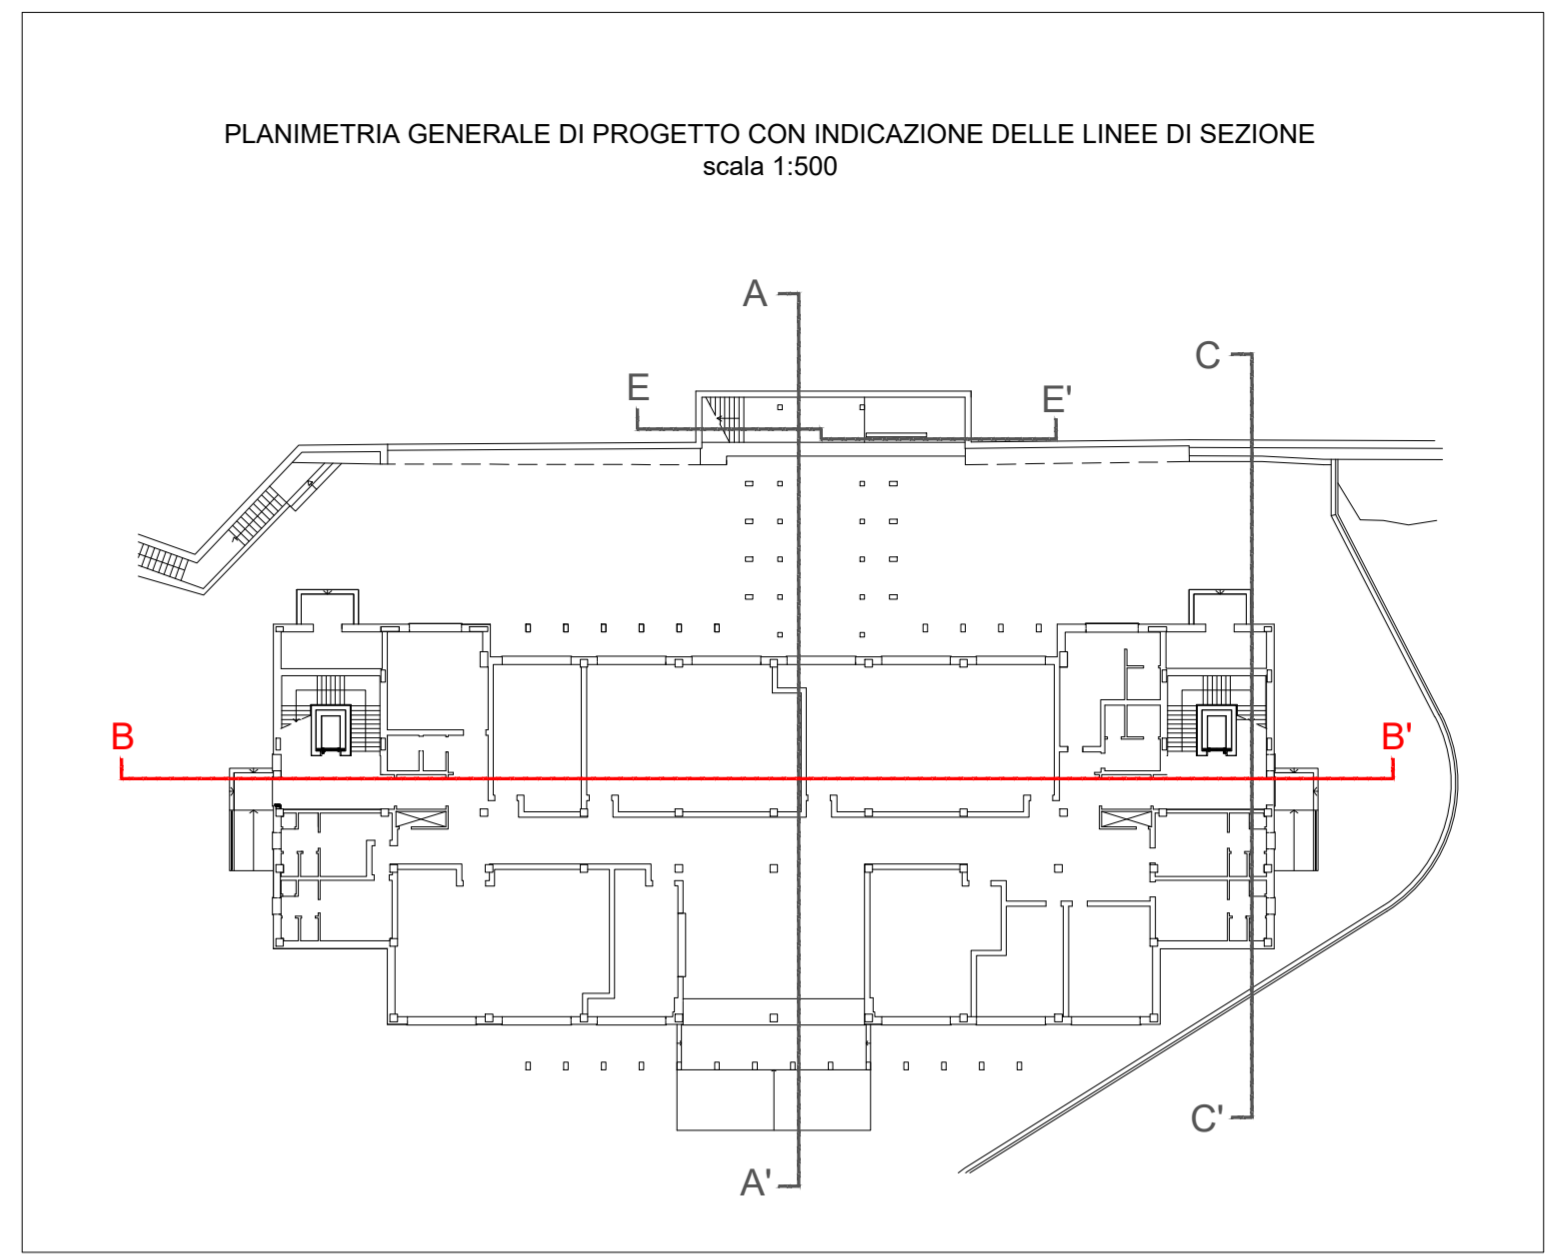 PLANIMETRIA GENERALE DI PROGETTO CON INDICAZIONE DELLE LINEE DI SEZIONE
scala 1:500
A
C
E
E'
B
B'
C'
A'